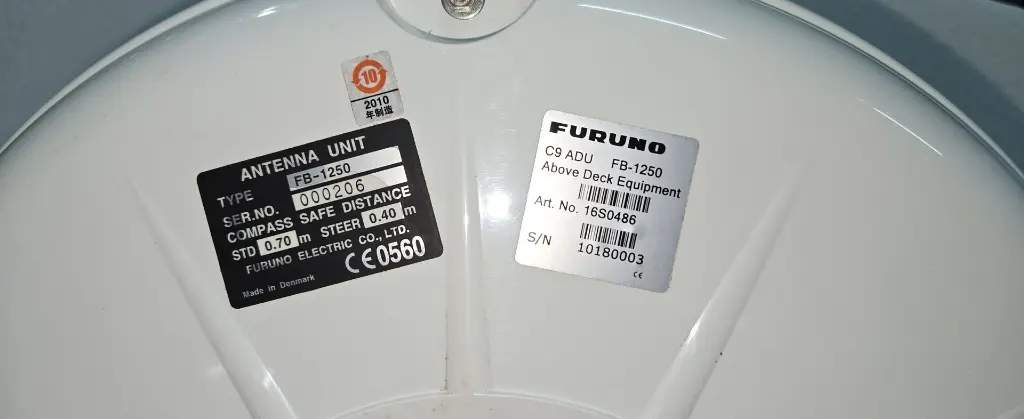 10
2010
年制造
ANTENNA UNIT
TYPE FB-1250
SER.NO. 000206
COMPASS SAFE DISTANCE
STD 0.70 m STEER 0.40 m
FURUNO ELECTRIC CO., LTD.
CE0560
Made in Denmark
FURUNO
C9 ADU FB-1250
Above Deck Equipment
Art. No. 16S0486
S/N 10180003
CE